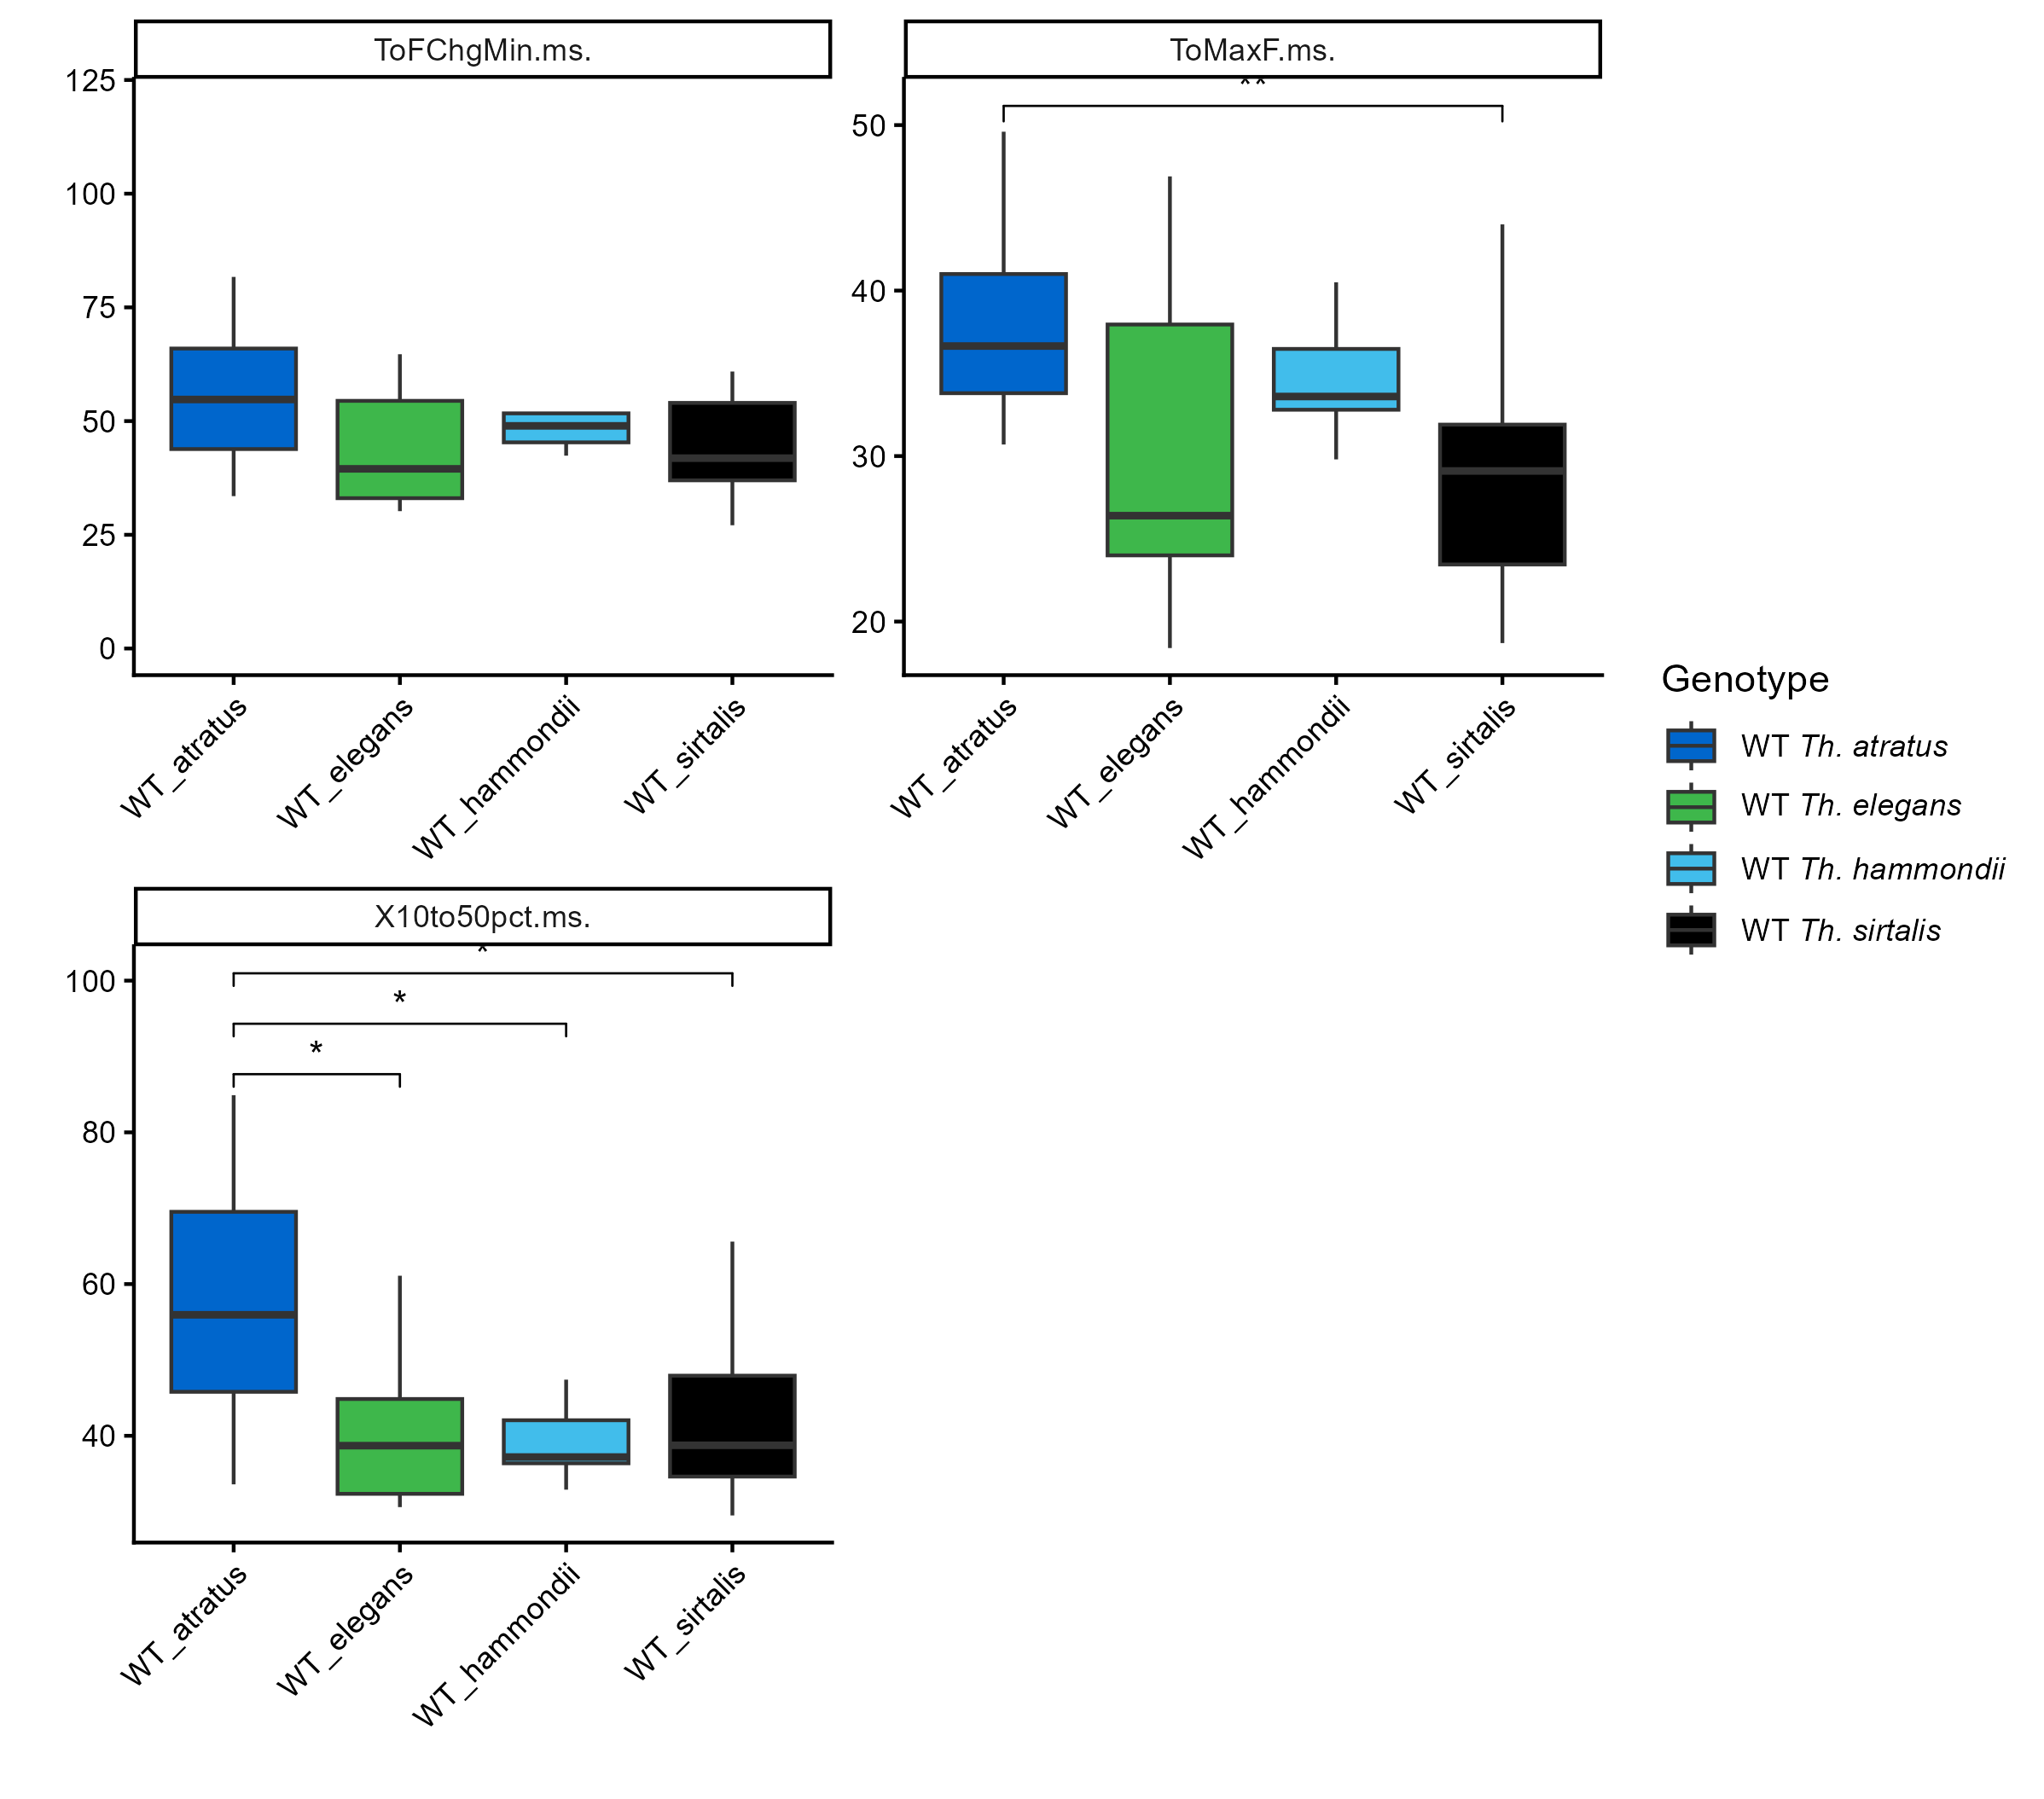 ToFChgMin.ms.
125
100
75
50
25
0
WT_atratus
WT_elegans
WT_hammondii
WT_sirtalis
ToMaxF.ms.
**
50
40
30
20
WT_atratus
WT_elegans
WT_hammondii
WT_sirtalis
X10to50pct.ms.
*
*
*
100
80
60
40
WT_atratus
WT_elegans
WT_hammondii
WT_sirtalis
Genotype
WT Th. atratus
WT Th. elegans
WT Th. hammondii
WT Th. sirtalis